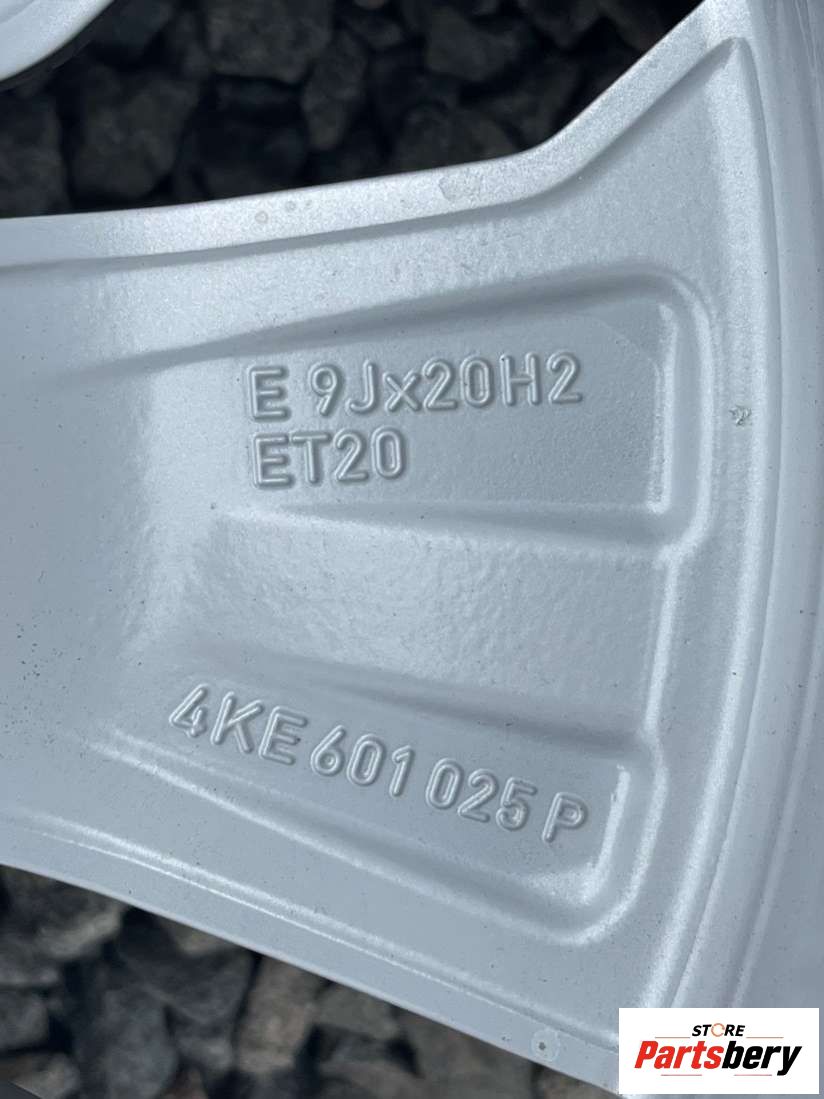 E 9Jx20H2
ET20
4KE 601 025 P
STORE
Partsbery